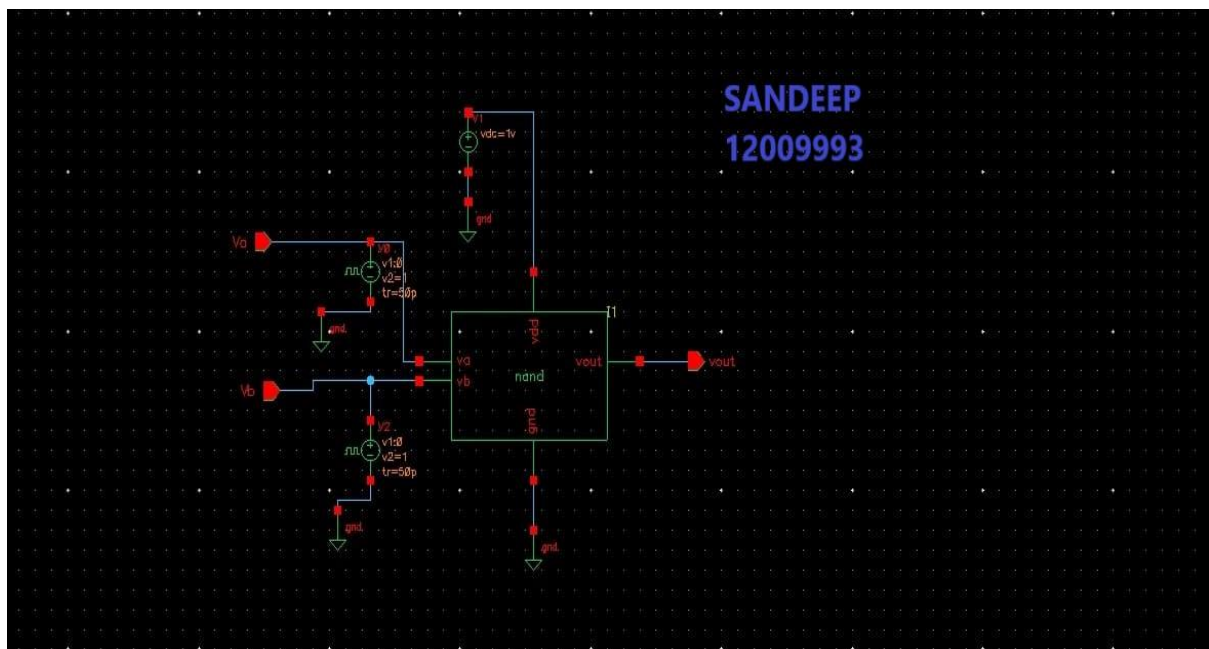 SANDEEP
12009993
V1
vdc=1v
gnd
Va
V0
v1:0
v2=1
tr=50p
gnd
I1
vdd
va
vout
vout
nand
vb
Vb
gnd
V2
v1:0
v2=1
tr=50p
gnd
gnd